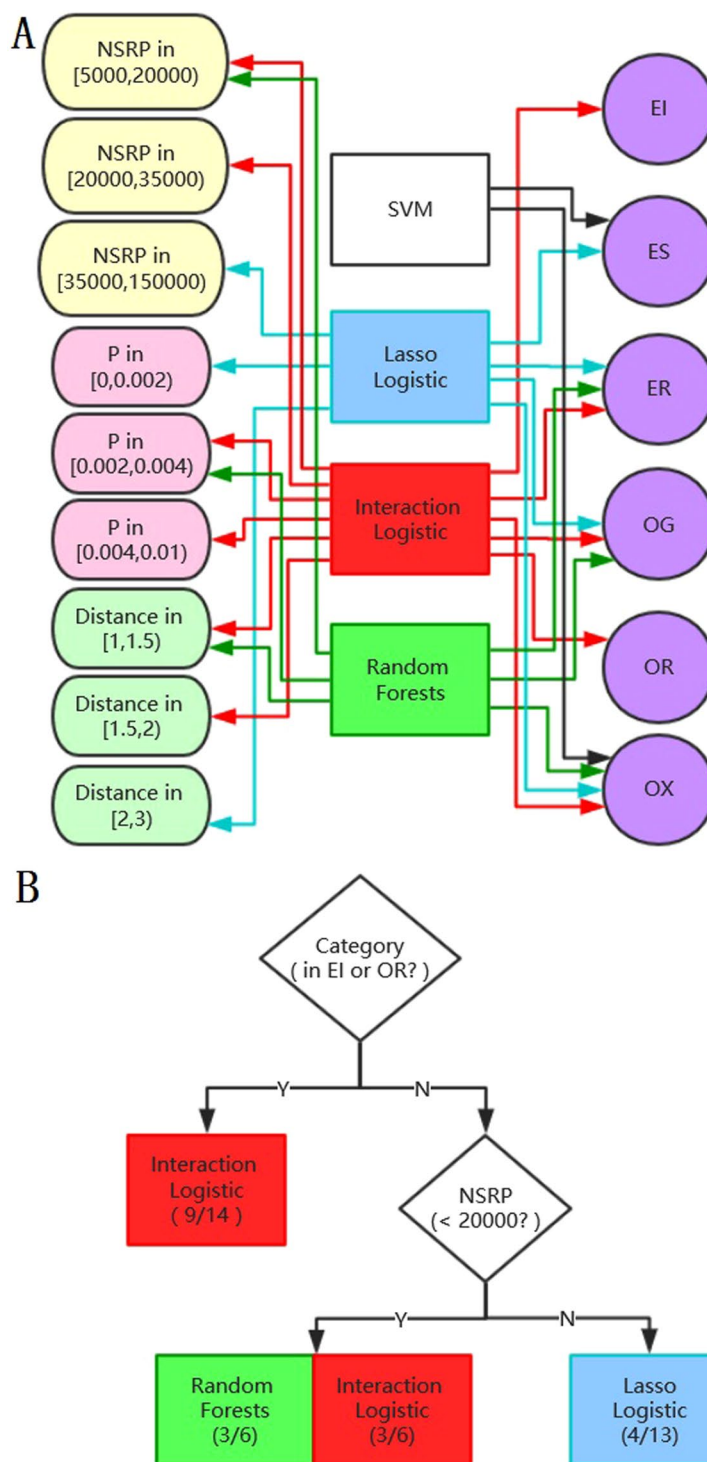 A
NSRP in
[5000,20000)
NSRP in
[20000,35000)
NSRP in
[35000,150000)
P in
[0,0.002)
P in
[0.002,0.004)
P in
[0.004,0.01)
Distance in
[1,1.5)
Distance in
[1.5,2)
Distance in
[2,3)
SVM
Lasso
Logistic
Interaction
Logistic
Random
Forests
EI
ES
ER
OG
OR
OX
B
Category
( in EI or OR? )
Y
N
Interaction
Logistic
( 9/14 )
NSRP
(< 20000? )
Y
N
Random
Forests
(3/6)
Interaction
Logistic
(3/6)
Lasso
Logistic
(4/13)